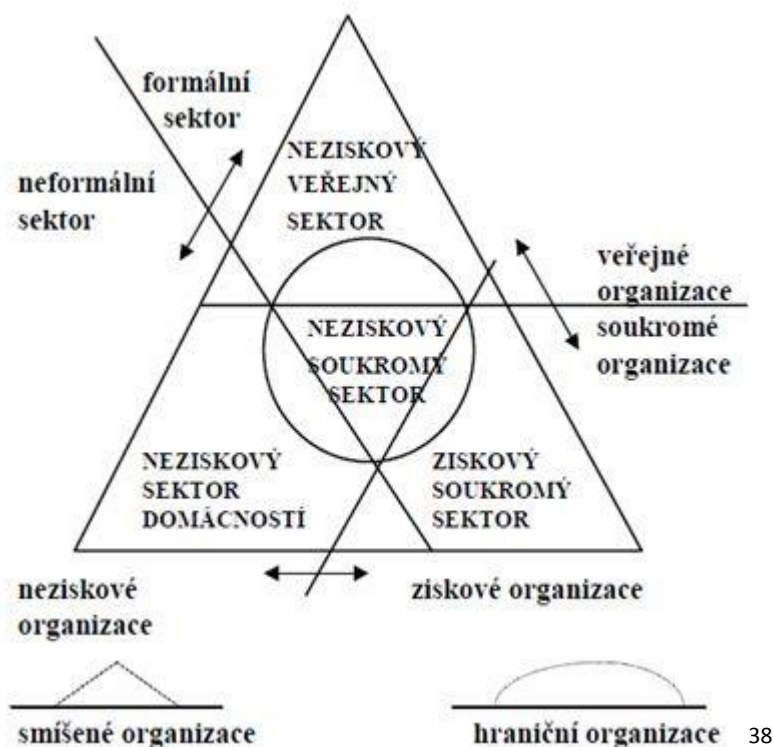 formální
sektor
neformální
sektor
NEZISKOVÝ
VEŘEJNÝ
SEKTOR
veřejné
organizace
soukromé
organizace
NEZISKOVÝ
SOUKROMÝ
SEKTOR
NEZISKOVÝ
SEKTOR
DOMÁCNOSTÍ
ZISKOVÝ
SOUKROMÝ
SEKTOR
neziskové
organizace
ziskové organizace
smíšené organizace
hraniční organizace
38